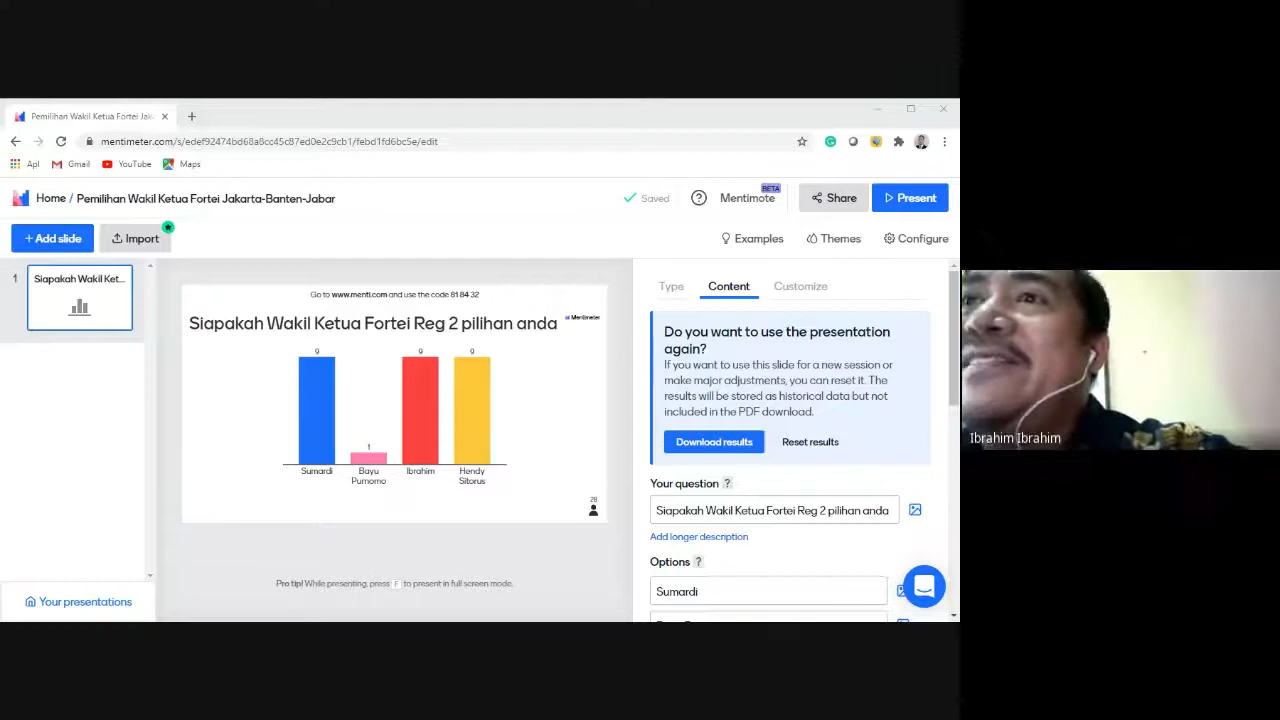 Pemilihan Wakil Ketua Fortei Jak
mentimeter.com/s/edef92474bd68a8cc45c87ed0e2c9cb1/febd1fd6bc5e/edit
Apl Gmail YouTube Maps
Home / Pemilihan Wakil Ketua Fortei Jakarta-Banten-Jabar
Saved
?
Mentimote
BETA
Share
Present
+ Add slide
Import
Examples
Themes
Configure
1
Siapakah Wakil Ket...
Go to www.menti.com and use the code 81 84 32
Siapakah Wakil Ketua Fortei Reg 2 pilihan anda
Mentimeter
9 1 9 9
Sumardi
Bayu
Purnomo
Ibrahim
Hendy
Sitorus
28
Pro tip! While presenting, press F to present in full screen mode.
Your presentations
Type Content Customize
Do you want to use the presentation
again?
If you want to use this slide for a new session or
make major adjustments, you can reset it. The
results will be stored as historical data but not
included in the PDF download.
Download results Reset results
Your question ?
Siapakah Wakil Ketua Fortei Reg 2 pilihan anda
Add longer description
Options ?
Sumardi
Ibrahim Ibrahim